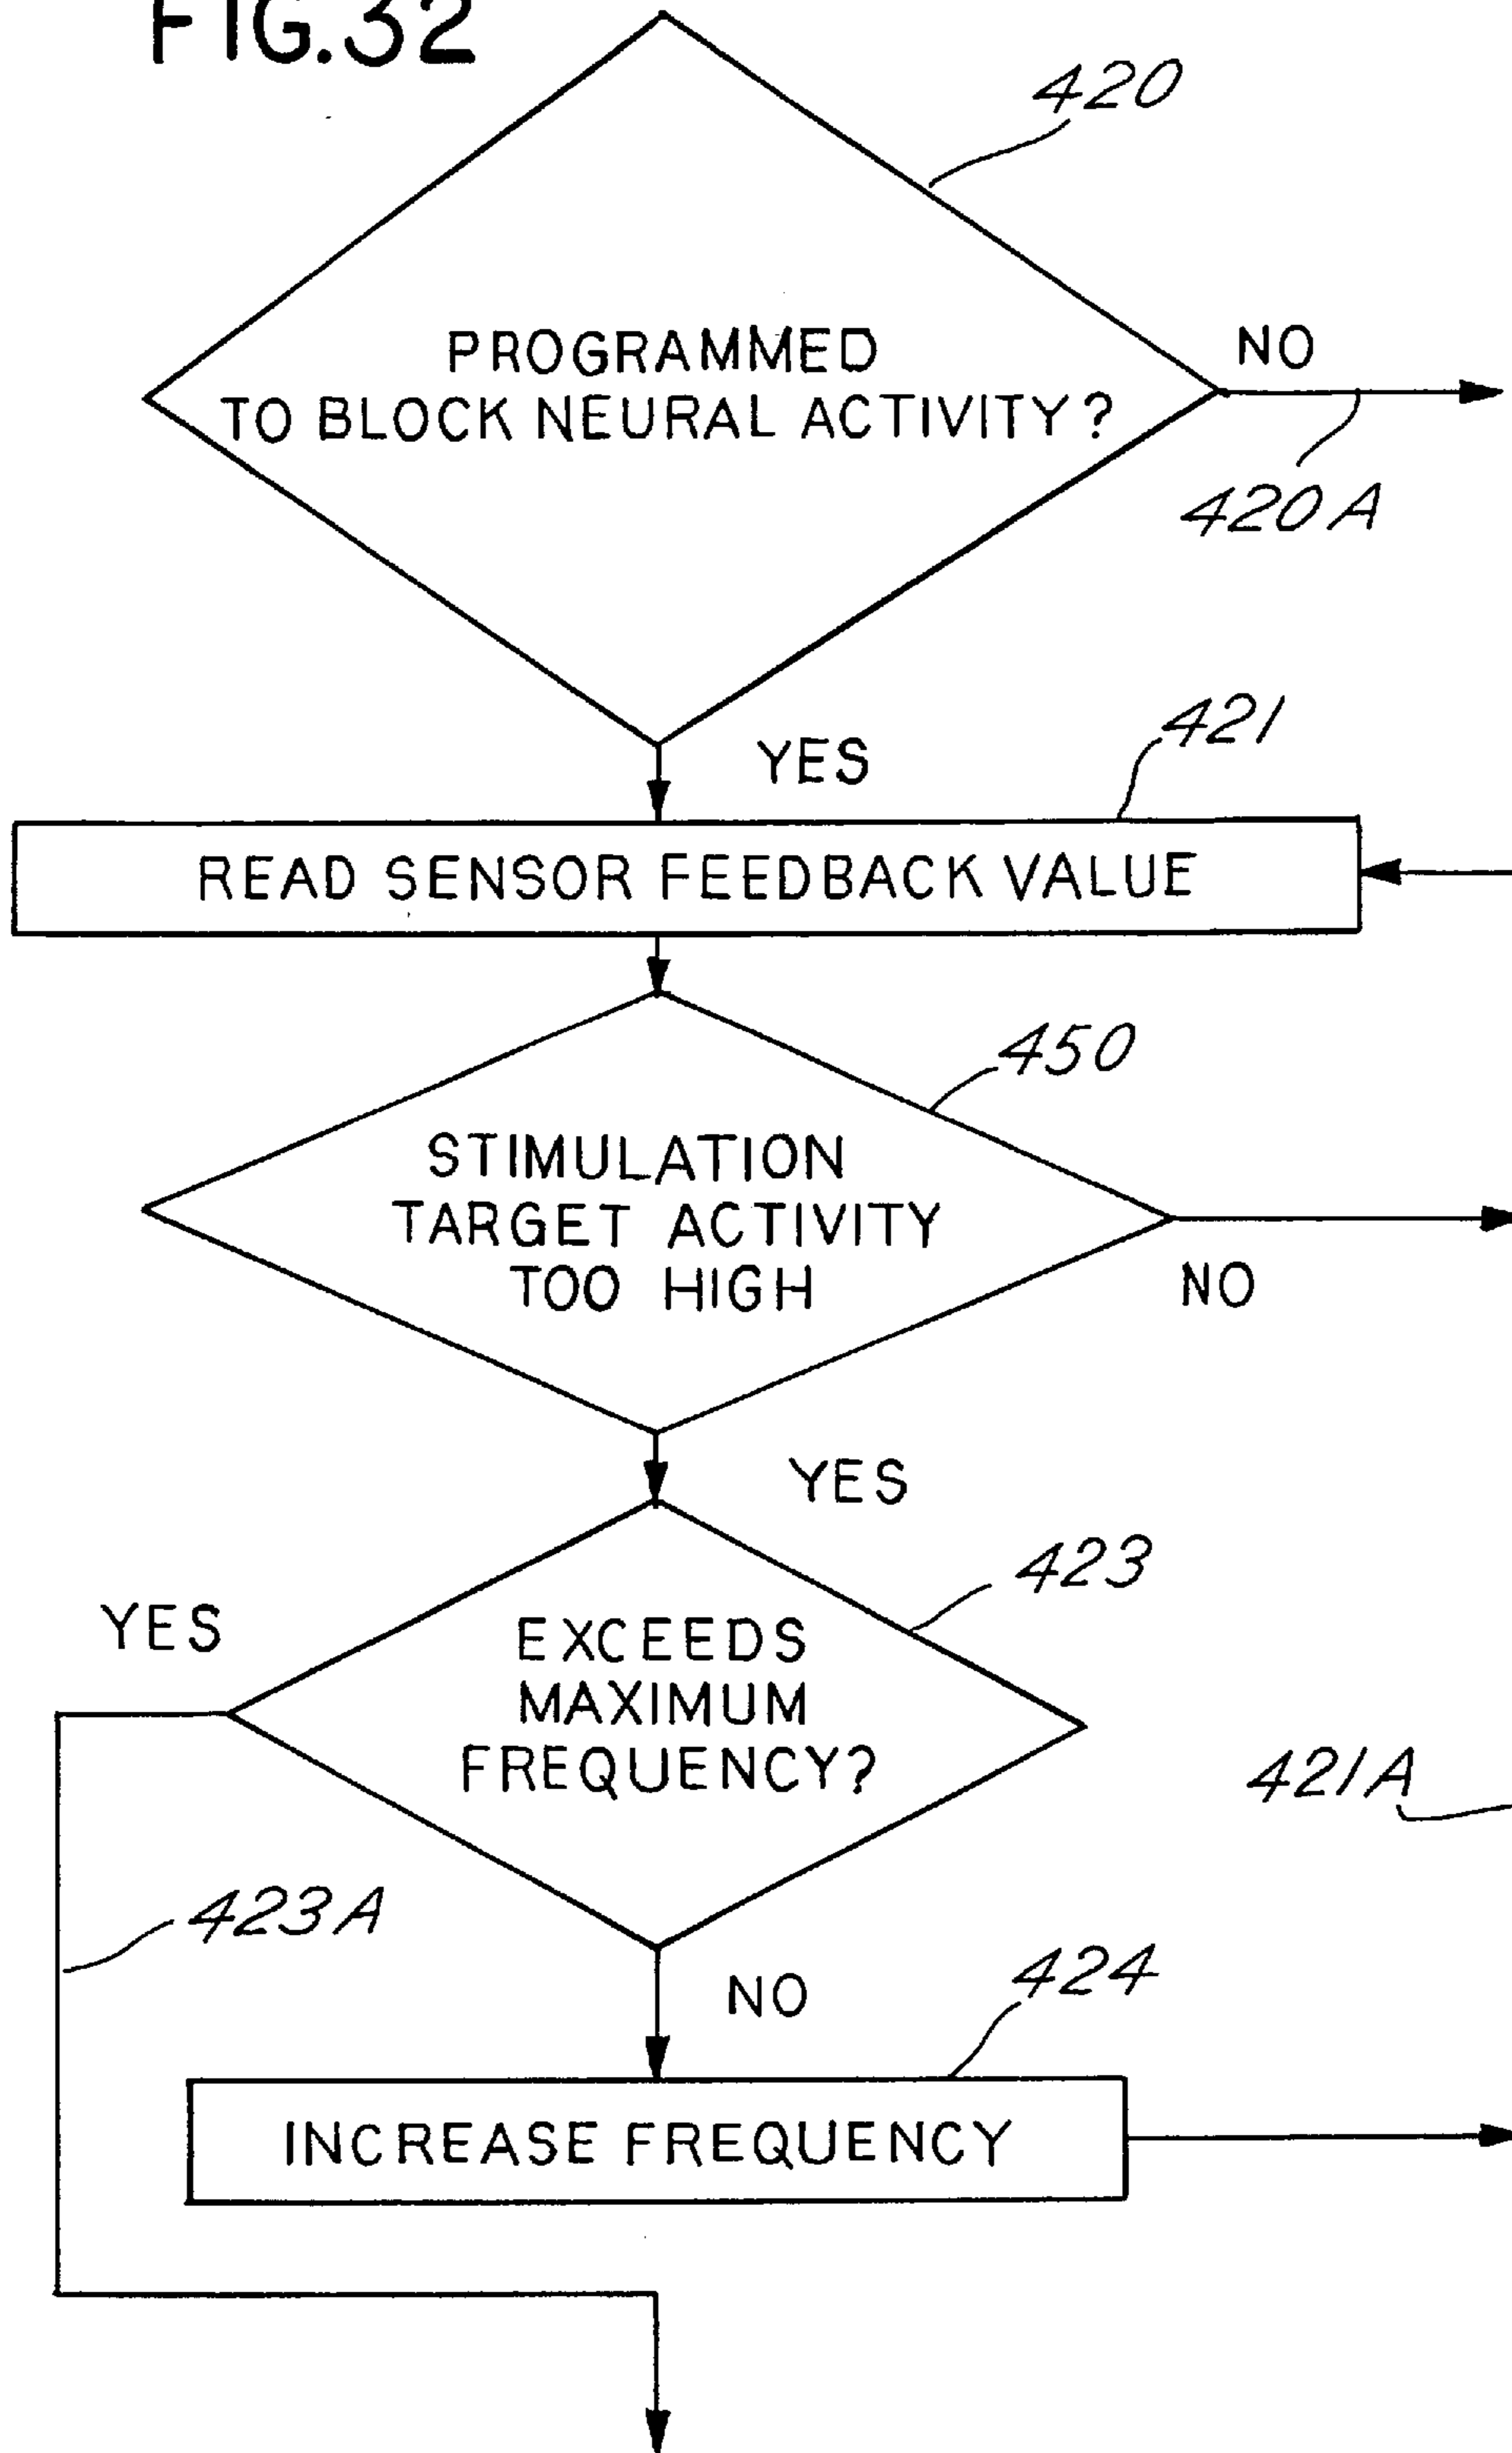 FIG.32
420
PROGRAMMED
TO BLOCK NEURAL ACTIVITY?
NO
420A
YES
421
READ SENSOR FEEDBACK VALUE
450
STIMULATION
TARGET ACTIVITY
TOO HIGH
NO
YES
423
YES
EXCEEDS
MAXIMUM
FREQUENCY?
421A
423A
NO
424
INCREASE FREQUENCY